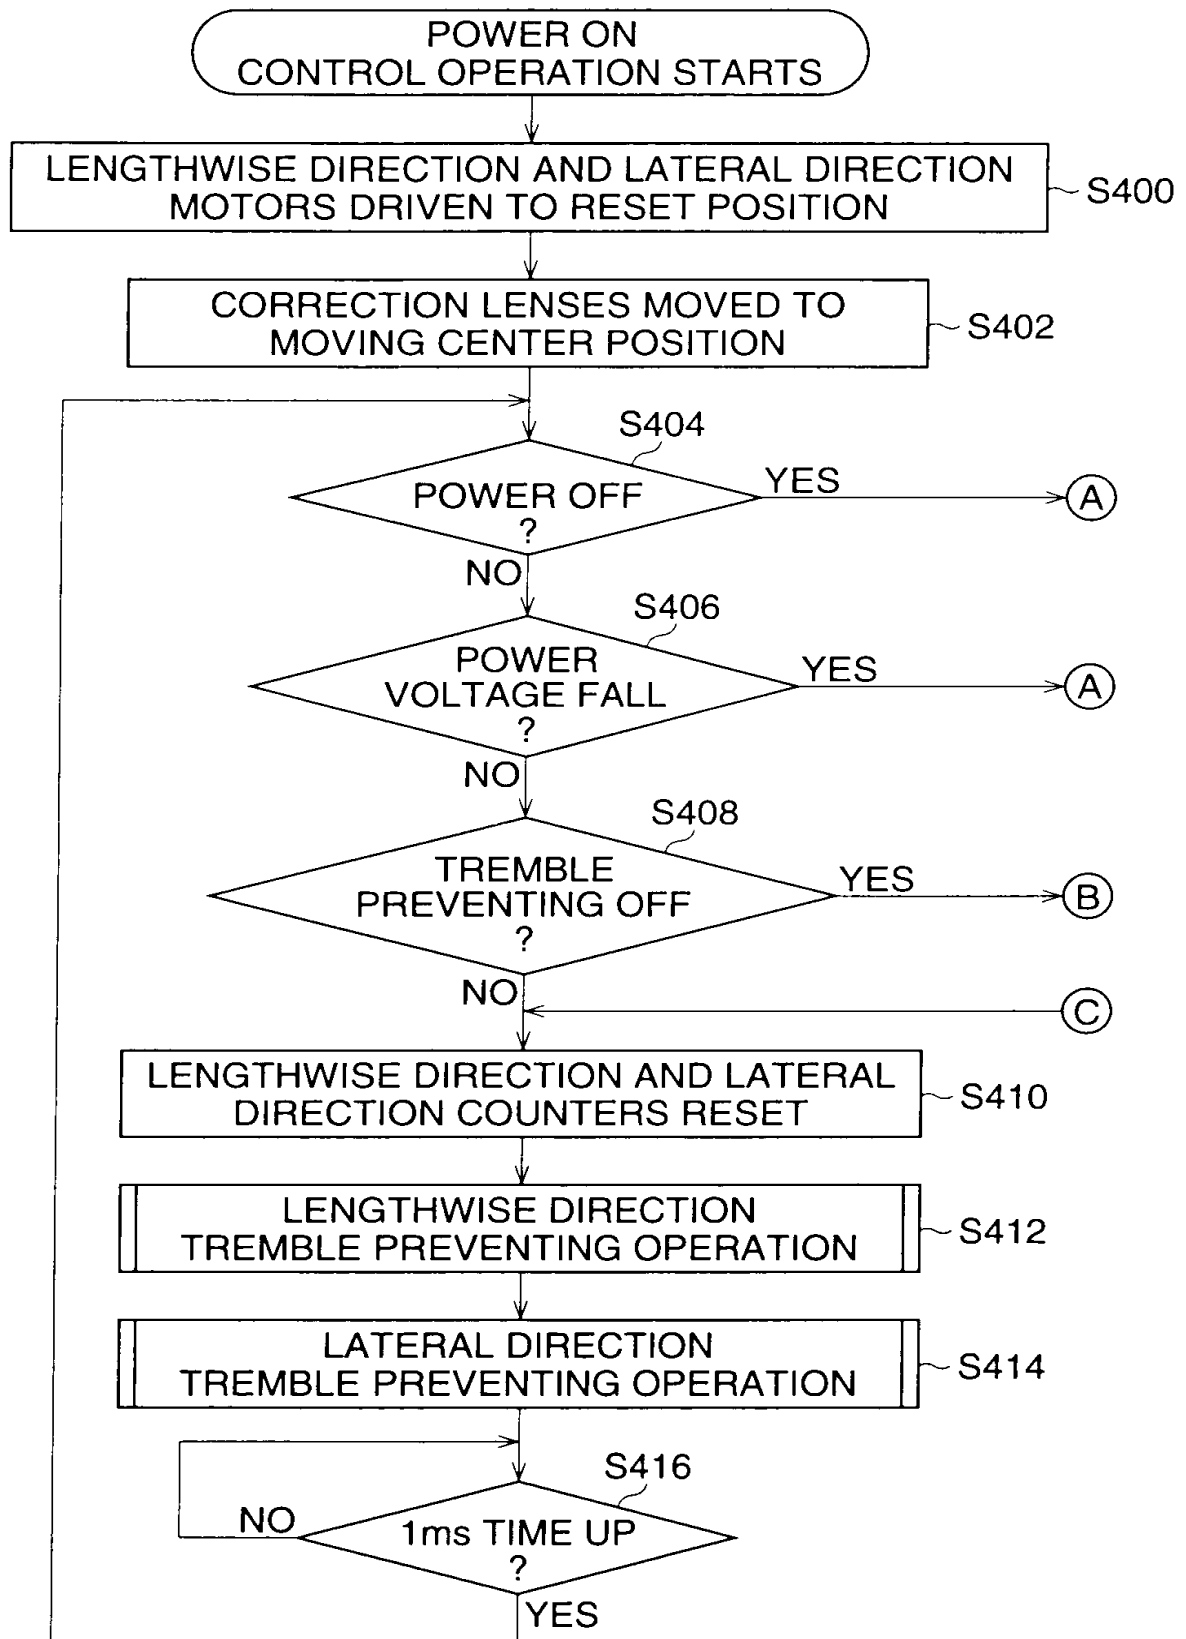 POWER ON
CONTROL OPERATION STARTS
LENGTHWISE DIRECTION AND LATERAL DIRECTION
MOTORS DRIVEN TO RESET POSITION
S400
CORRECTION LENSES MOVED TO
MOVING CENTER POSITION
S402
S404
POWER OFF
?
YES
A
NO
S406
POWER
VOLTAGE FALL
?
YES
A
NO
S408
TREMBLE
PREVENTING OFF
?
YES
B
NO
C
LENGTHWISE DIRECTION AND LATERAL
DIRECTION COUNTERS RESET
S410
LENGTHWISE DIRECTION
TREMBLE PREVENTING OPERATION
S412
LATERAL DIRECTION
TREMBLE PREVENTING OPERATION
S414
S416
NO
1ms TIME UP
?
YES